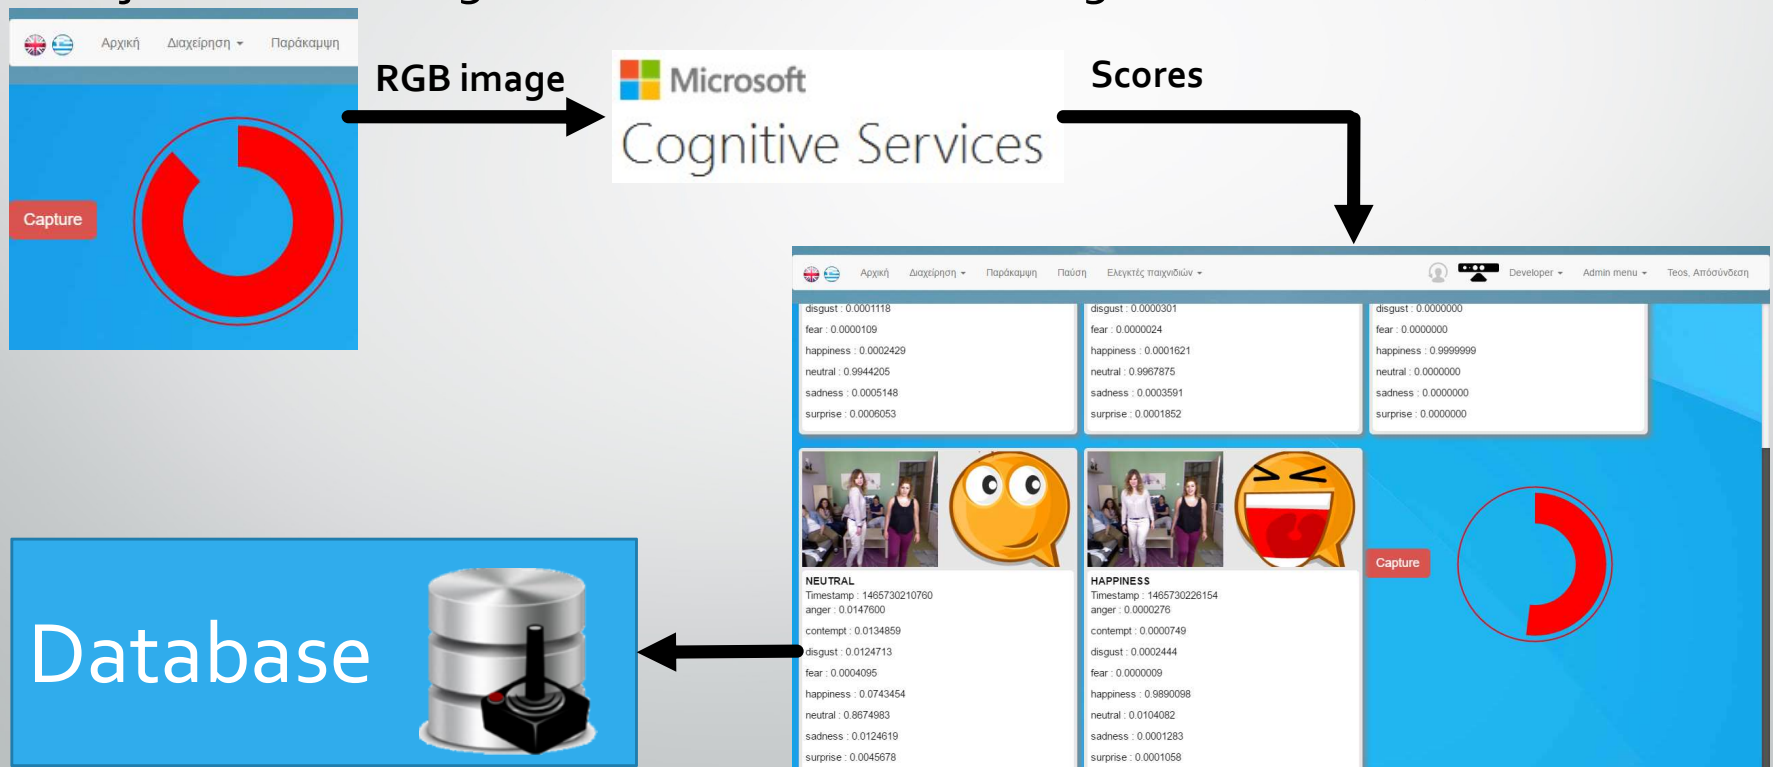 Αρχική Διαχείρηση Παράκαμψη
RGB image
Microsoft
Cognitive Services
Scores
Capture
Αρχική Διαχείρηση Παράκαμψη Παύση Ελεγκτές παιχνιδιών Developer Admin menu Teos, Αποσύνδεση
disgust : 0.0001118
fear : 0.0000109
happiness : 0.0002429
neutral : 0.9944205
sadness : 0.0005148
surprise : 0.0006053
disgust : 0.0000301
fear : 0.0000024
happiness : 0.0001621
neutral : 0.9967875
sadness : 0.0003591
surprise : 0.0001852
disgust : 0.0000000
fear : 0.0000000
happiness : 0.9999999
neutral : 0.0000000
sadness : 0.0000000
surprise : 0.0000000
NEUTRAL
Timestamp : 1465730210760
anger : 0.0147600
contempt : 0.0134859
disgust : 0.0124713
fear : 0.0004095
happiness : 0.0743454
neutral : 0.8674983
sadness : 0.0124619
surprise : 0.0045678
HAPPINESS
Timestamp : 1465730226154
anger : 0.0000276
contempt : 0.0000749
disgust : 0.0002444
fear : 0.0000009
happiness : 0.9890098
neutral : 0.0104082
sadness : 0.0001283
surprise : 0.0001058
Capture
Database